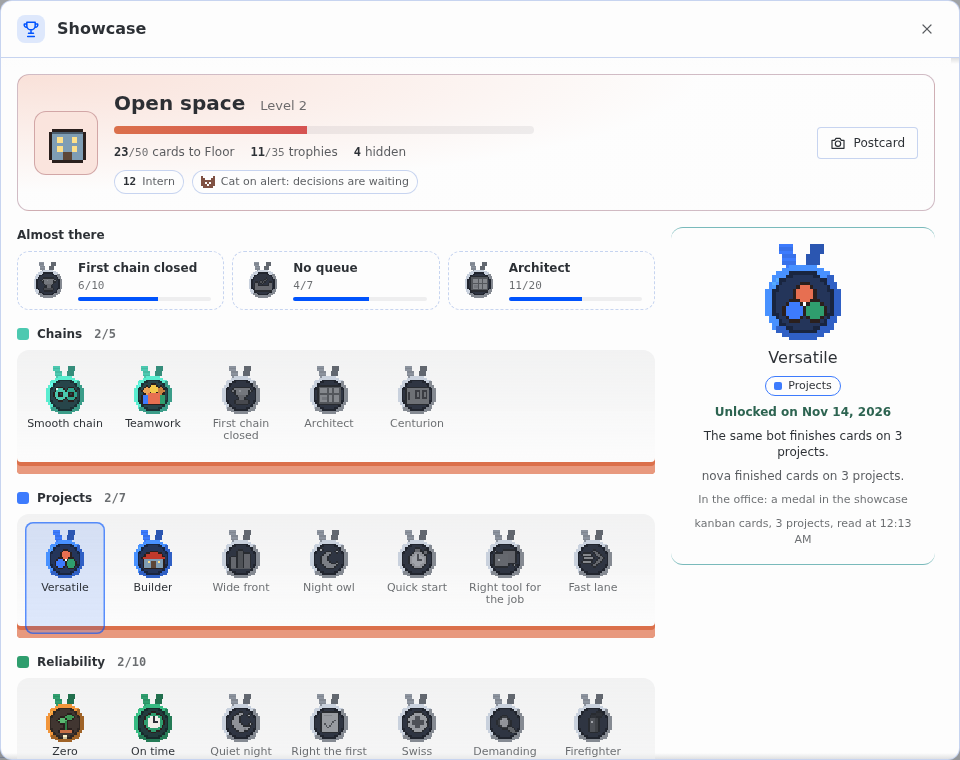 Showcase
Open space Level 2
23/50 cards to Floor 11/35 trophies 4 hidden
12 Intern Cat on alert: decisions are waiting
Postcard
Almost there
First chain closed
6/10
No queue
4/7
Architect
11/20
Chains 2/5
Smooth chain
Teamwork
First chain
closed
Architect
Centurion
Projects 2/7
Versatile
Builder
Wide front
Night owl
Quick start
Right tool for
the job
Fast lane
Reliability 2/10
Zero
On time
Quiet night
Right the first
Swiss
Demanding
Firefighter
Versatile
Projects
Unlocked on Nov 14, 2026
The same bot finishes cards on 3
projects.
nova finished cards on 3 projects.
In the office: a medal in the showcase
kanban cards, 3 projects, read at 12:13
AM